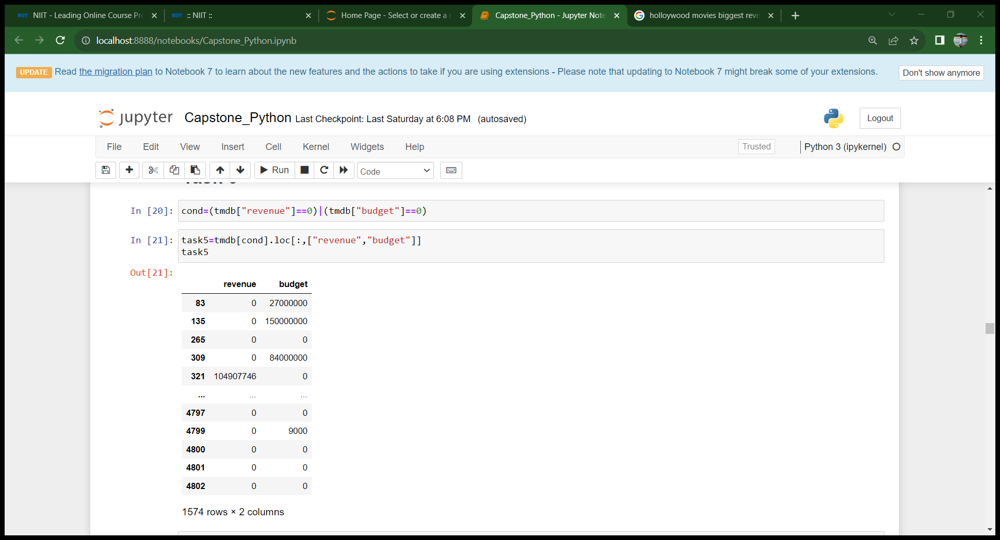 NIIT - Leading Online Course Pro
:: NIIT ::
Home Page - Select or create a n
Capstone_Python - Jupyter Note
holloywood movies biggest reve
localhost:8888/notebooks/Capstone_Python.ipynb
UPDATE Read the migration plan to Notebook 7 to learn about the new features and the actions to take if you are using extensions - Please note that updating to Notebook 7 might break some of your extensions. Don't show anymore
jupyter Capstone_Python Last Checkpoint: Last Saturday at 6:08 PM (autosaved) Logout
File Edit View Insert Cell Kernel Widgets Help Trusted Python 3 (ipykernel)
Run Code
In [20]: cond=(tmdb["revenue"]==0)|(tmdb["budget"]==0)
In [21]: task5=tmdb[cond].loc[:,["revenue","budget"]]
task5
Out[21]:
revenue budget
83 0 27000000
135 0 150000000
265 0 0
309 0 84000000
321 104907746 0
... ... ...
4797 0 0
4799 0 9000
4800 0 0
4801 0 0
4802 0 0
1574 rows × 2 columns